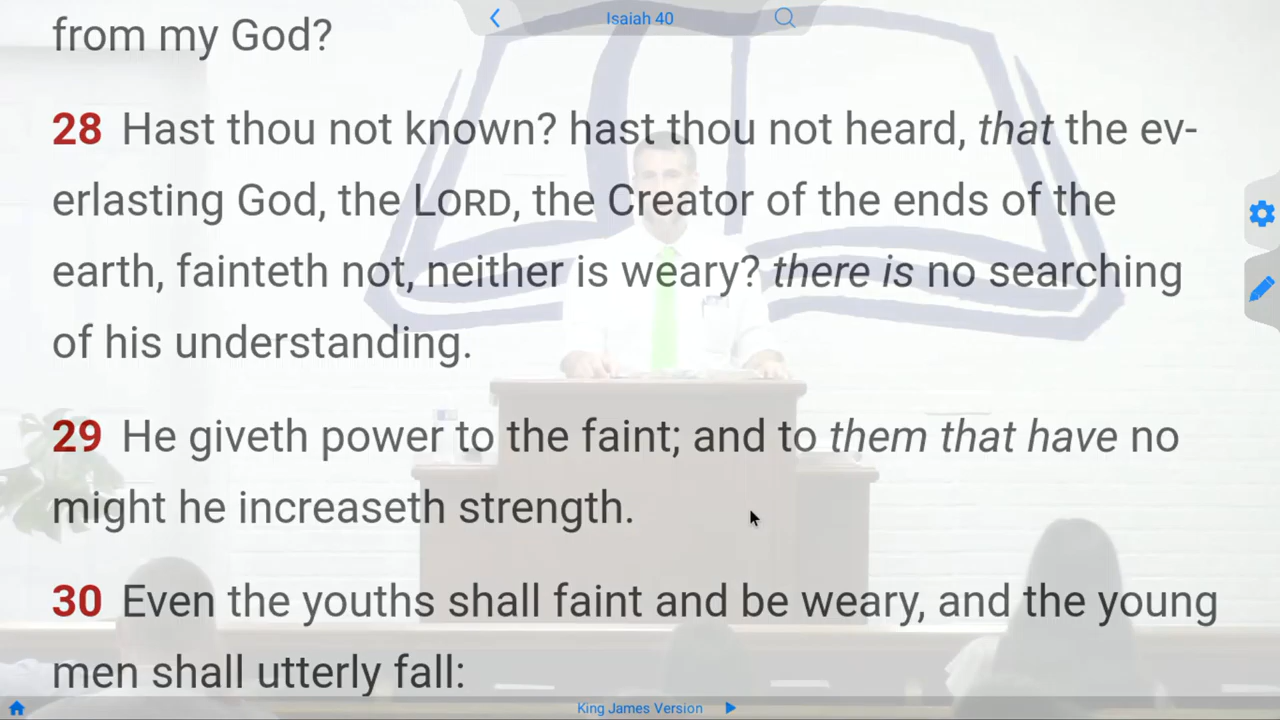 Isaiah 40
from my God?
28 Hast thou not known? hast thou not heard, that the ev-
erlasting God, the LORD, the Creator of the ends of the
earth, fainteth not, neither is weary? there is no searching
of his understanding.
29 He giveth power to the faint; and to them that have no
might he increaseth strength.
30 Even the youths shall faint and be weary, and the young
men shall utterly fall:
King James Version